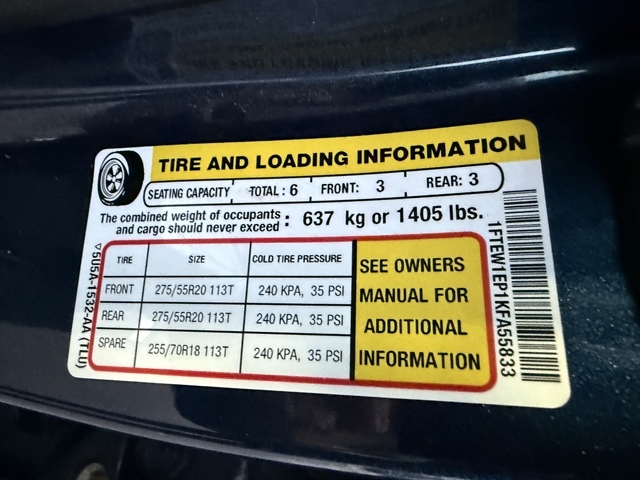 TIRE AND LOADING INFORMATION
SEATING CAPACITY TOTAL : 6 FRONT: 3 REAR: 3
The combined weight of occupants
and cargo should never exceed : 637 kg or 1405 lbs.
TIRE SIZE COLD TIRE PRESSURE
FRONT 275/55R20 113T 240 KPA, 35 PSI
REAR 275/55R20 113T 240 KPA, 35 PSI
SPARE 255/70R18 113T 240 KPA, 35 PSI
SEE OWNERS
MANUAL FOR
ADDITIONAL
INFORMATION
5U5A-1532-AA (TLU)
1FTEW1EP1KFA55833